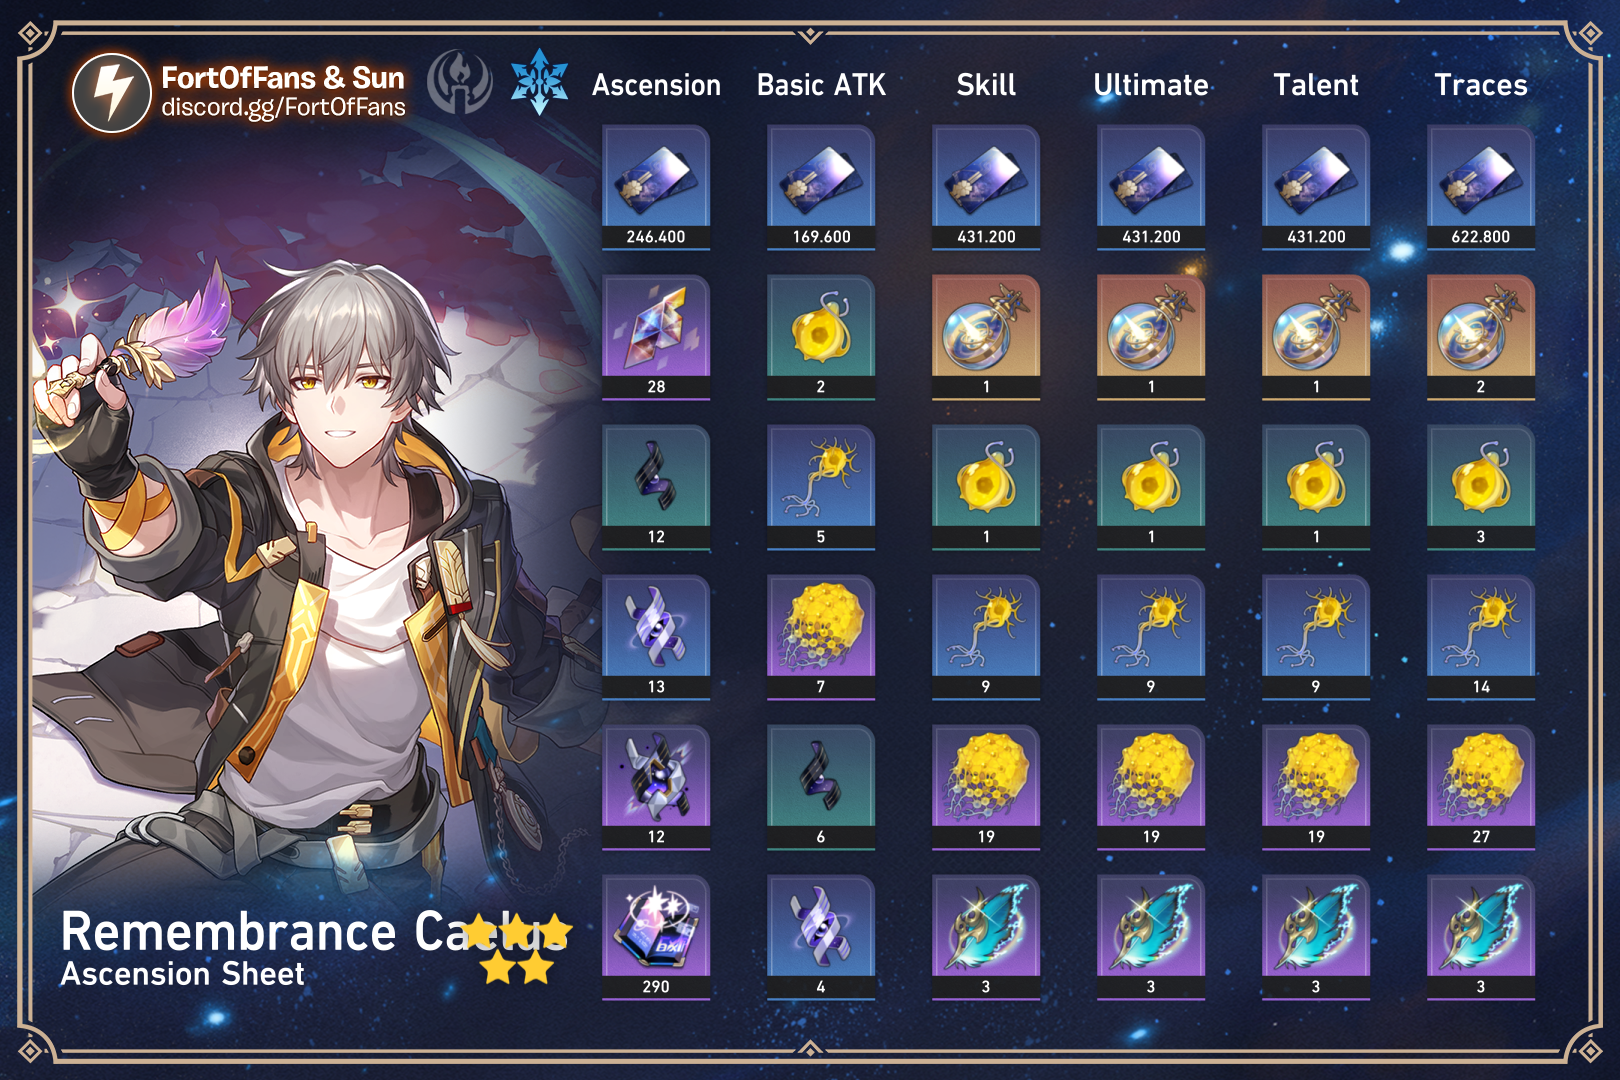 FortOfFans & Sun
discord.gg/FortOfFans
Ascension Basic ATK Skill Ultimate Talent Traces
246.400 169.600 431.200 431.200 431.200 622.800
28 2 1 1 1 2
12 5 1 1 1 3
13 7 9 9 9 14
12 6 19 19 19 27
290 4 3 3 3 3
Remembrance Caelus
Ascension Sheet